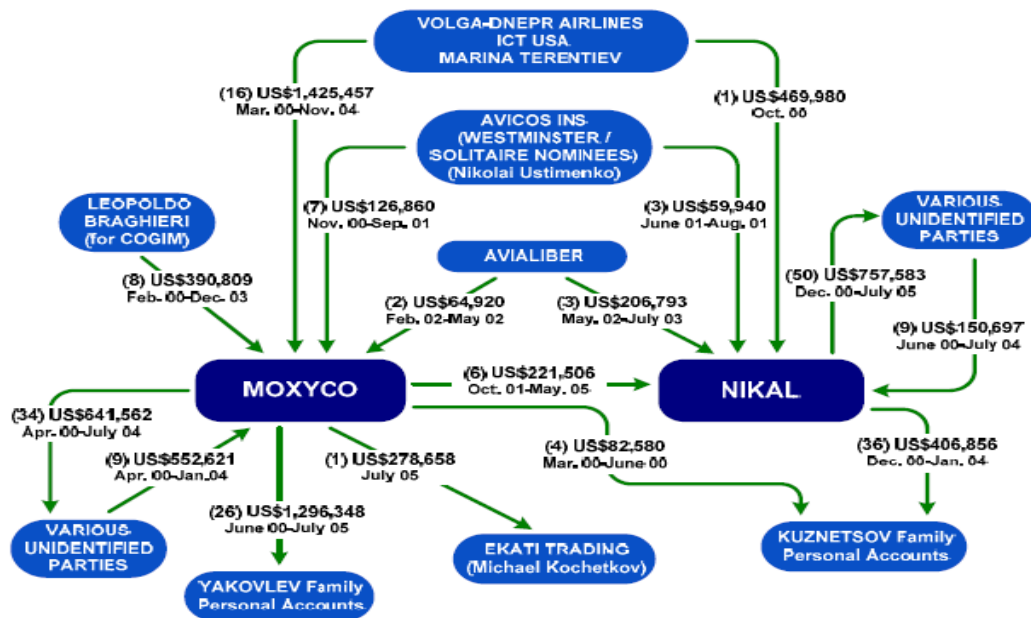 VOLGA-DNEPR AIRLINES
ICT USA
MARINA TERENTIEV
(16) US$1,425,457
Mar. 00-Nov. 04
(1) US$469,980
Oct. 00
AVICOS INS
(WESTMINSTER /
SOLITAIRE NOMINEES)
(Nikolai Ustimenko)
LEOPOLDO
BRAGHIERI
(for COGIM)
(7) US$126,860
Nov. 00-Sep. 01
(3) US$59,940
June 01-Aug. 01
VARIOUS
UNIDENTIFIED
PARTIES
AVIALIBER
(8) US$390,809
Feb. 00-Dec. 03
(50) US$757,583
Dec. 00-July 05
(2) US$64,920
Feb. 02-May 02
(3) US$206,793
May. 02-July 03
(9) US$150,697
June 00-July 04
MOXYCO
(6) US$221,506
Oct. 01-May. 05
NIKAL
(34) US$641,562
Apr. 00-July 04
(9) US$552,621
Apr. 00-Jan.04
(1) US$278,658
July 05
(4) US$82,580
Mar. 00-June 00
(36) US$406,856
Dec. 00-Jan. 04
(26) US$1,296,348
June 00-July 05
VARIOUS
UNIDENTIFIED
PARTIES
EKATI TRADING
(Michael Kochetkov)
KUZNETSOV Family
Personal Accounts
YAKOVLEV Family
Personal Accounts